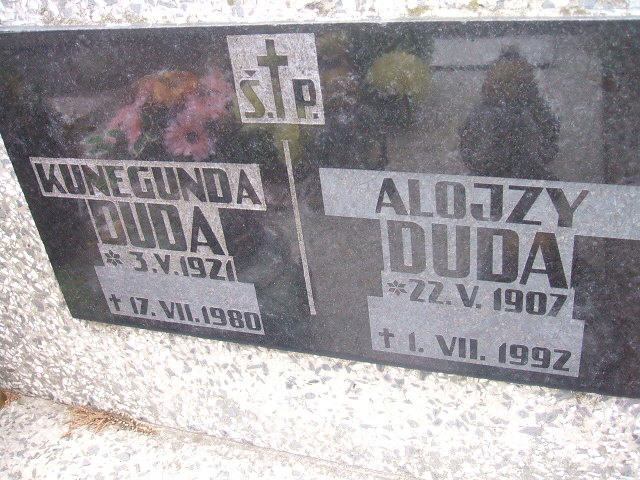 Ś.P.
KUNEGUNDA
DUDA
* 3.V.1921
† 17.VII.1980
ALOJZY
DUDA
* 22.V.1907
† 1.VII.1992